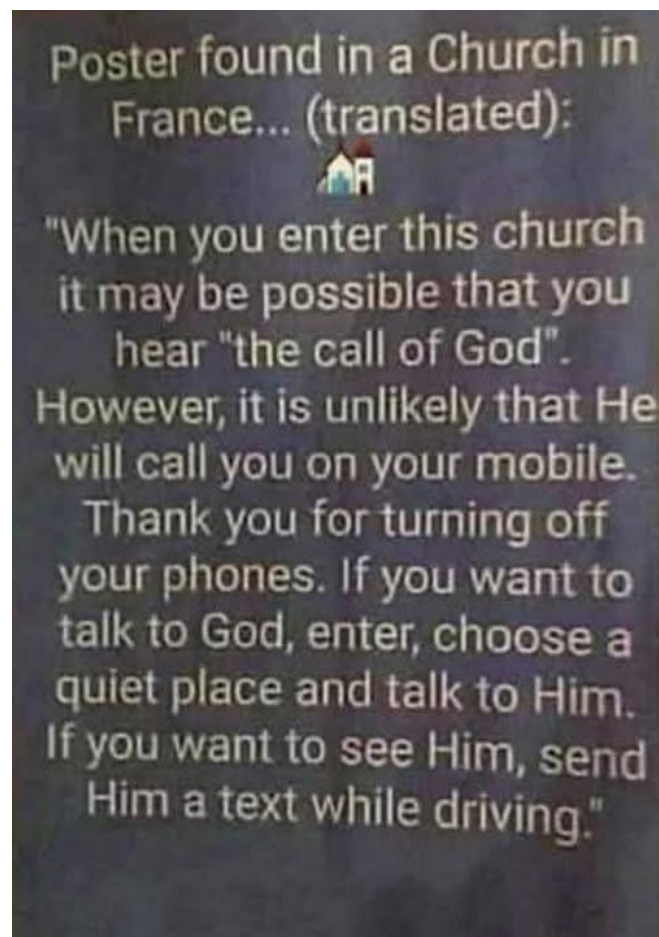 Poster found in a Church in
France... (translated):
"When you enter this church
it may be possible that you
hear "the call of God".
However, it is unlikely that He
will call you on your mobile.
Thank you for turning off
your phones. If you want to
talk to God, enter, choose a
quiet place and talk to Him.
If you want to see Him, send
Him a text while driving."